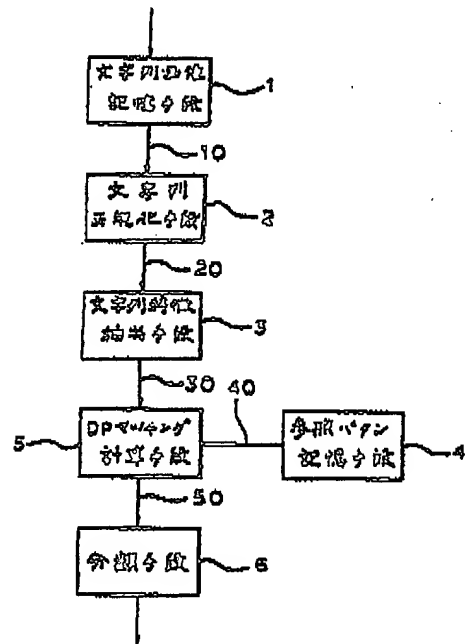 文字列画像
記憶手段
1
10
文字列
正規化手段
2
20
文字列特徴
抽出手段
3
30
40
DPマッチング
計算手段
5
参照パタン
記憶手段
4
50
分類手段
6